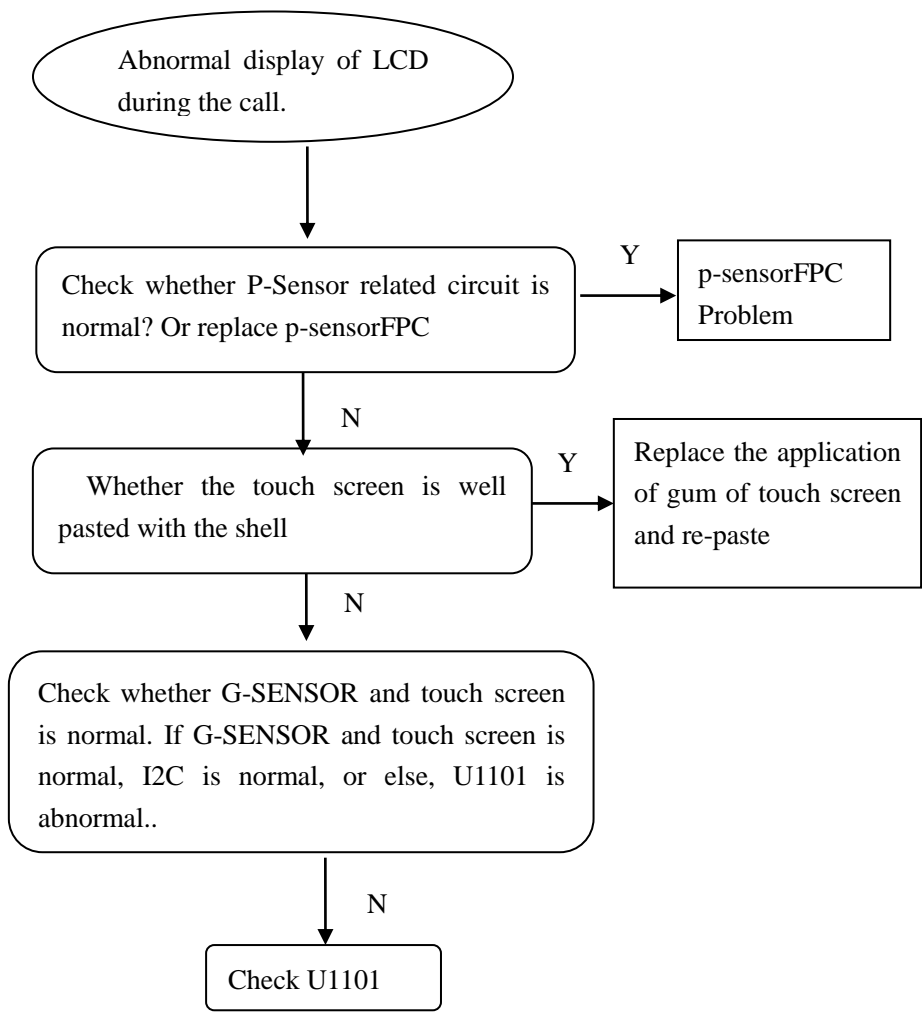 Abnormal display of LCD
during the call.
Check whether P-Sensor related circuit is
normal? Or replace p-sensorFPC
Y
p-sensorFPC
Problem
N
Whether the touch screen is well
pasted with the shell
Y
Replace the application
of gum of touch screen
and re-paste
N
Check whether G-SENSOR and touch screen
is normal. If G-SENSOR and touch screen is
normal, I2C is normal, or else, U1101 is
abnormal..
N
Check U1101